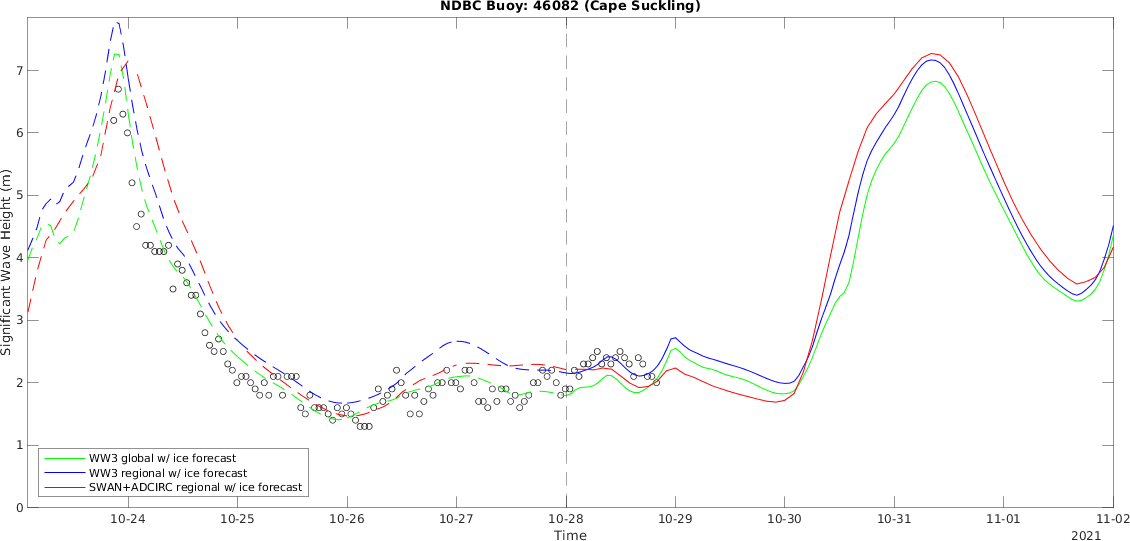 NDBC Buoy: 46082 (Cape Suckling)
Significant Wave Height (m)
7
6
5
4
3
2
1
0
WW3 global w/ ice forecast
WW3 regional w/ ice forecast
SWAN+ADCIRC regional w/ ice forecast
10-24 10-25 10-26 10-27 10-28 10-29 10-30 10-31 11-01 11-02
Time
2021